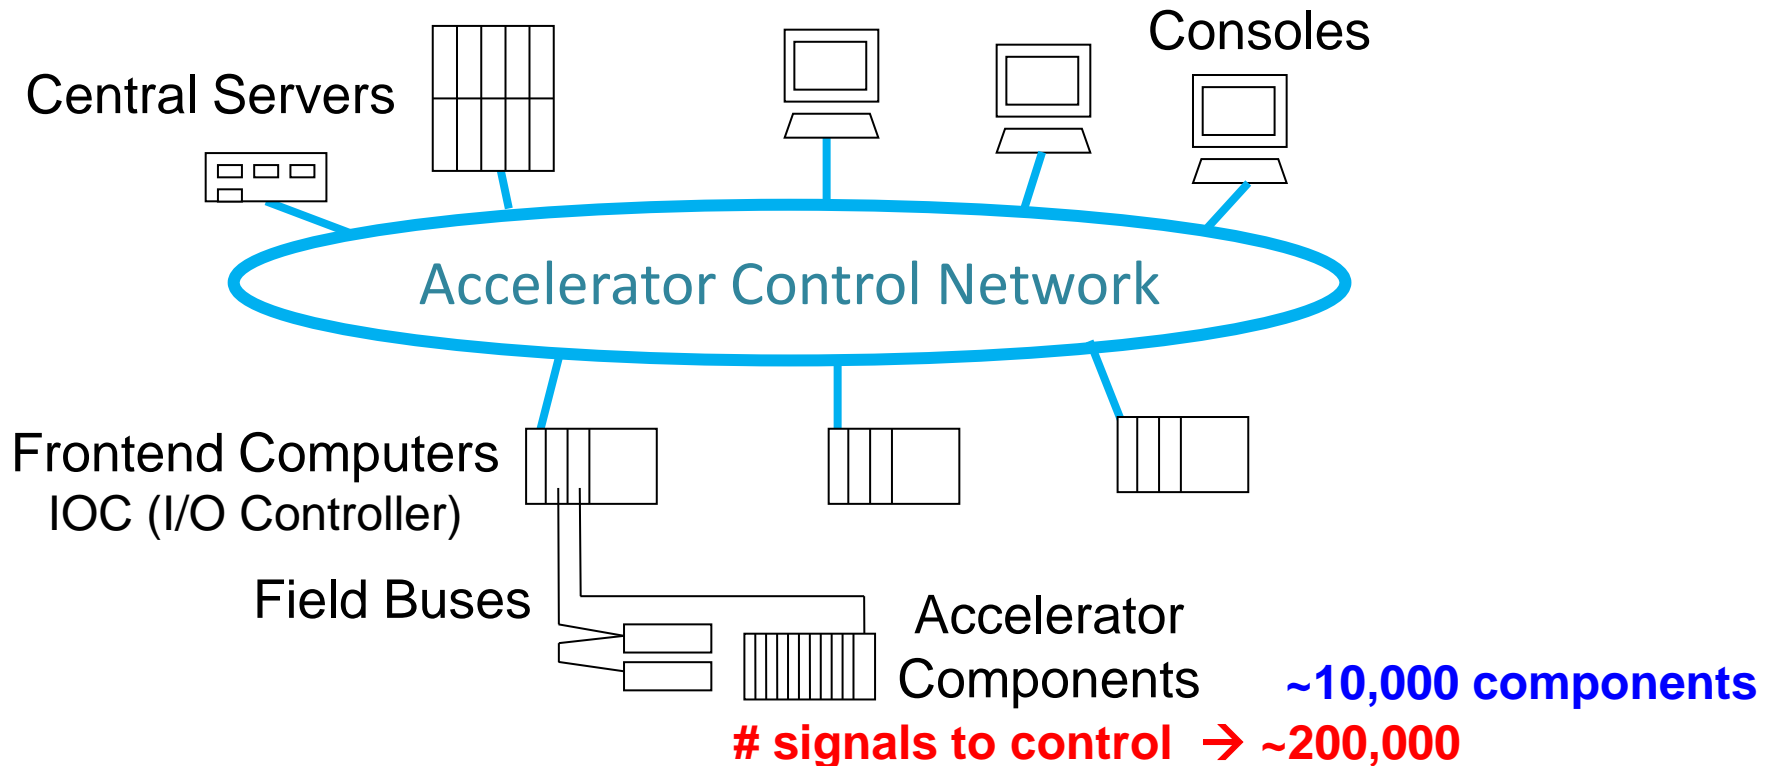 Consoles
Central Servers
Accelerator Control Network
Frontend Computers
IOC (I/O Controller)
Field Buses
Accelerator
Components
~10,000 components
# signals to control → ~200,000